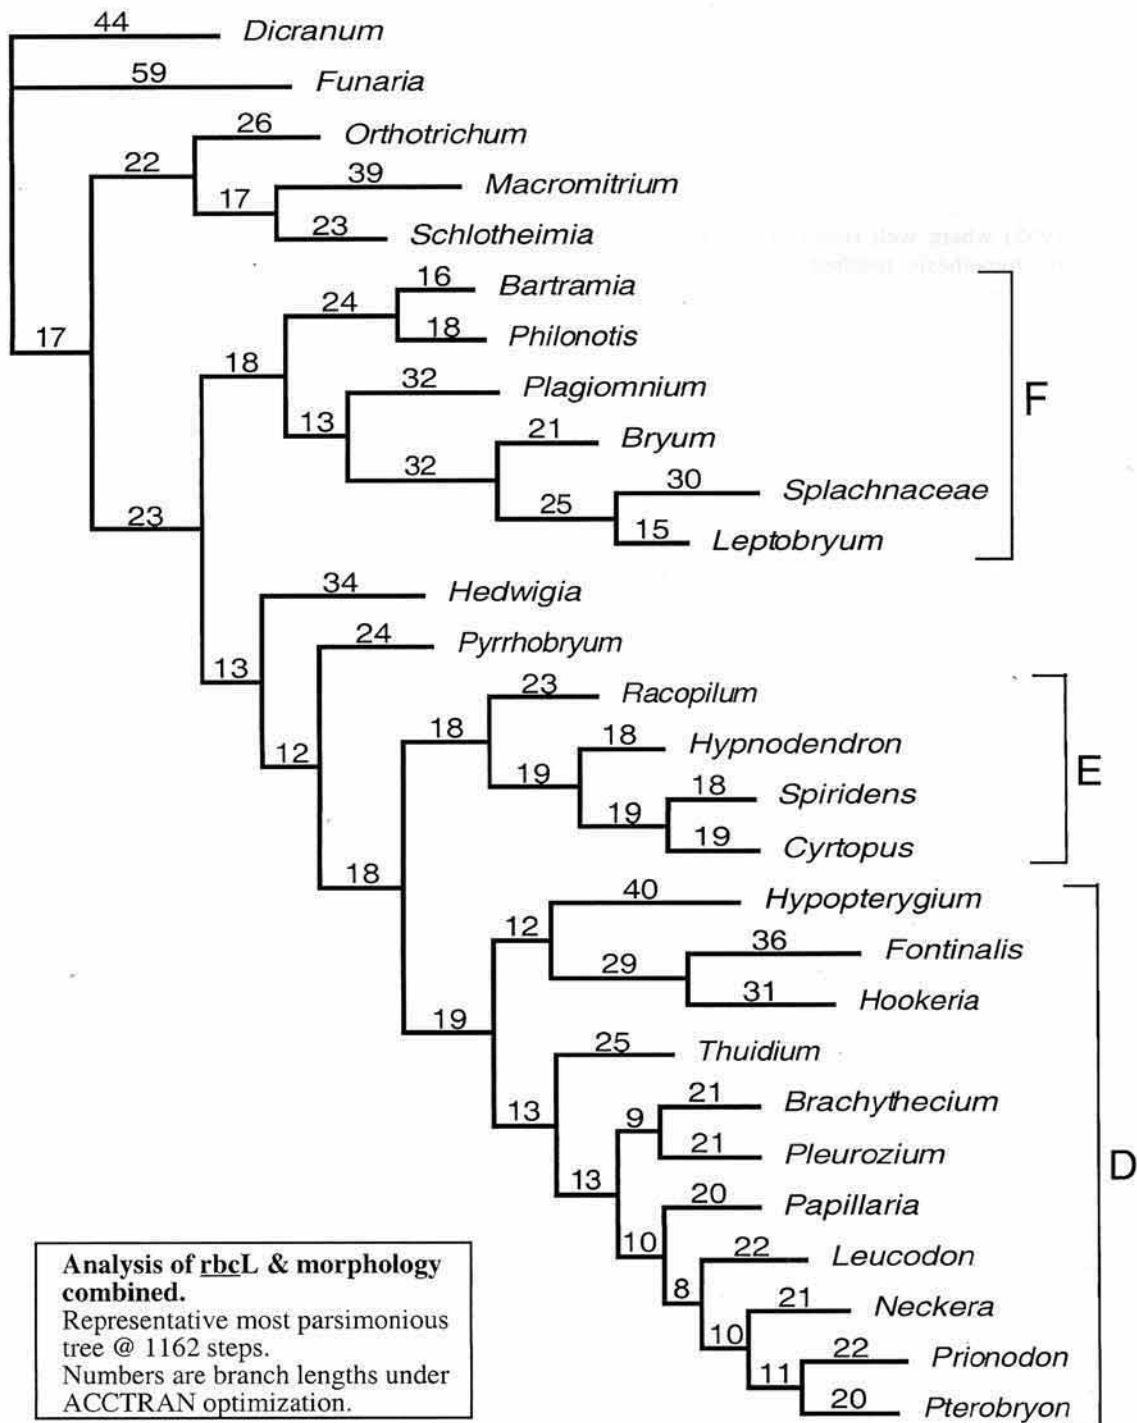 44 Dicranum
59 Funaria
26 Orthotrichum
22
39 Macromitrium
17
23 Schlotheimia
16 Bartramia
24
18 Philonotis
17
18
32 Plagiomnium
F
13
21 Bryum
32
30 Splachnaceae
25
23
15 Leptobryum
34 Hedwigia
24 Pyrrhobryum
13
23 Racopilum
18
18 Hypnodendron
12
19
E
18 Spiridens
19
19 Cyrtopus
18
40 Hypopterygium
12
36 Fontinalis
29
31 Hookeria
19
25 Thuidium
21 Brachythecium
13
9
21 Pleurozium
D
13
20 Papillaria
10
22 Leucodon
8
21 Neckera
10
22 Prionodon
11
20 Pterobryon
Analysis of rbcL & morphology
combined.
Representative most parsimonious
tree @ 1162 steps.
Numbers are branch lengths under
ACCTRAN optimization.